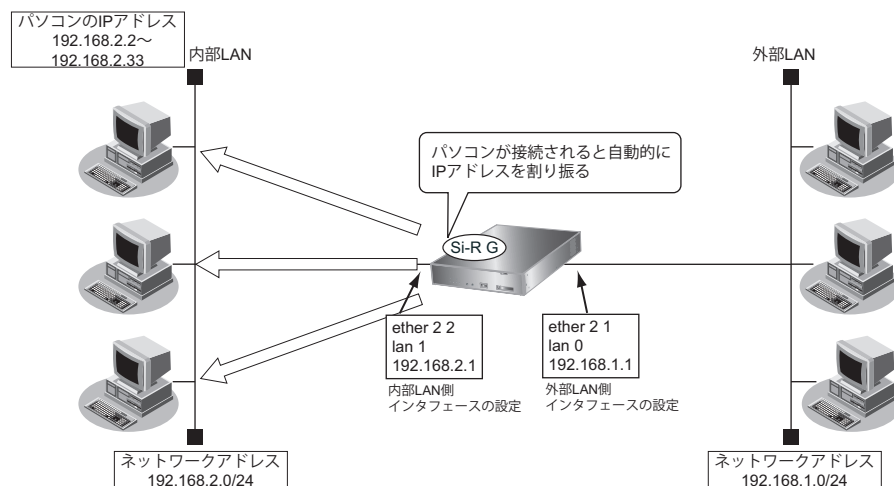 パソコンのIPアドレス
192.168.2.2～
192.168.2.33
内部LAN
外部LAN
パソコンが接続されると自動的に
IPアドレスを割り振る
Si-R G
ether 2 2
lan 1
192.168.2.1
内部LAN側
インタフェースの設定
ether 2 1
lan 0
192.168.1.1
外部LAN側
インタフェースの設定
ネットワークアドレス
192.168.2.0/24
ネットワークアドレス
192.168.1.0/24